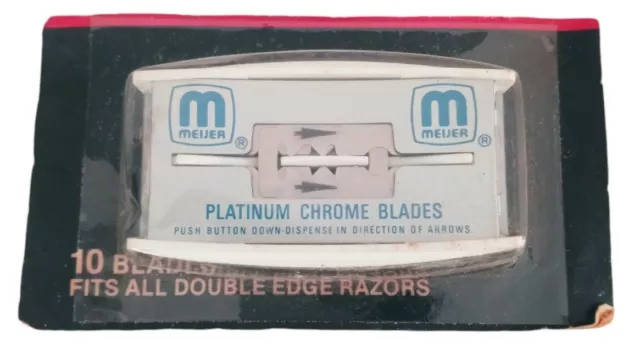 m m
MEIJER ® MEIJER ®
PLATINUM CHROME BLADES
PUSH BUTTON DOWN-DISPENSE IN DIRECTION OF ARROWS
10 BLADES
FITS ALL DOUBLE EDGE RAZORS